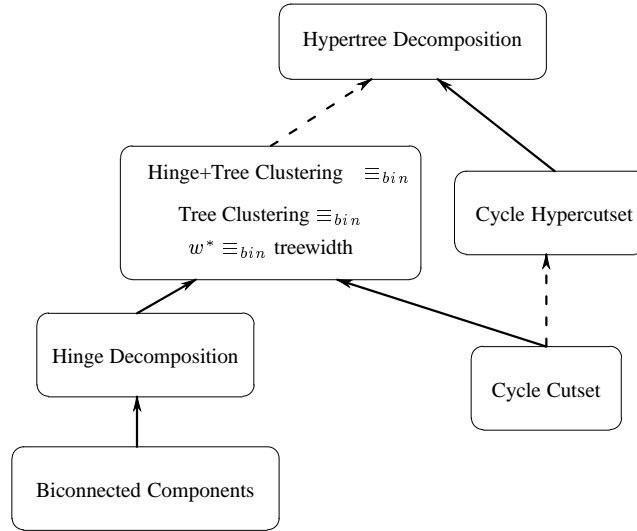 Hypertree Decomposition
Hinge+Tree Clustering ≡bin
Tree Clustering ≡bin
w* ≡bin treewidth
Cycle Hypercutset
Hinge Decomposition
Cycle Cutset
Biconnected Components